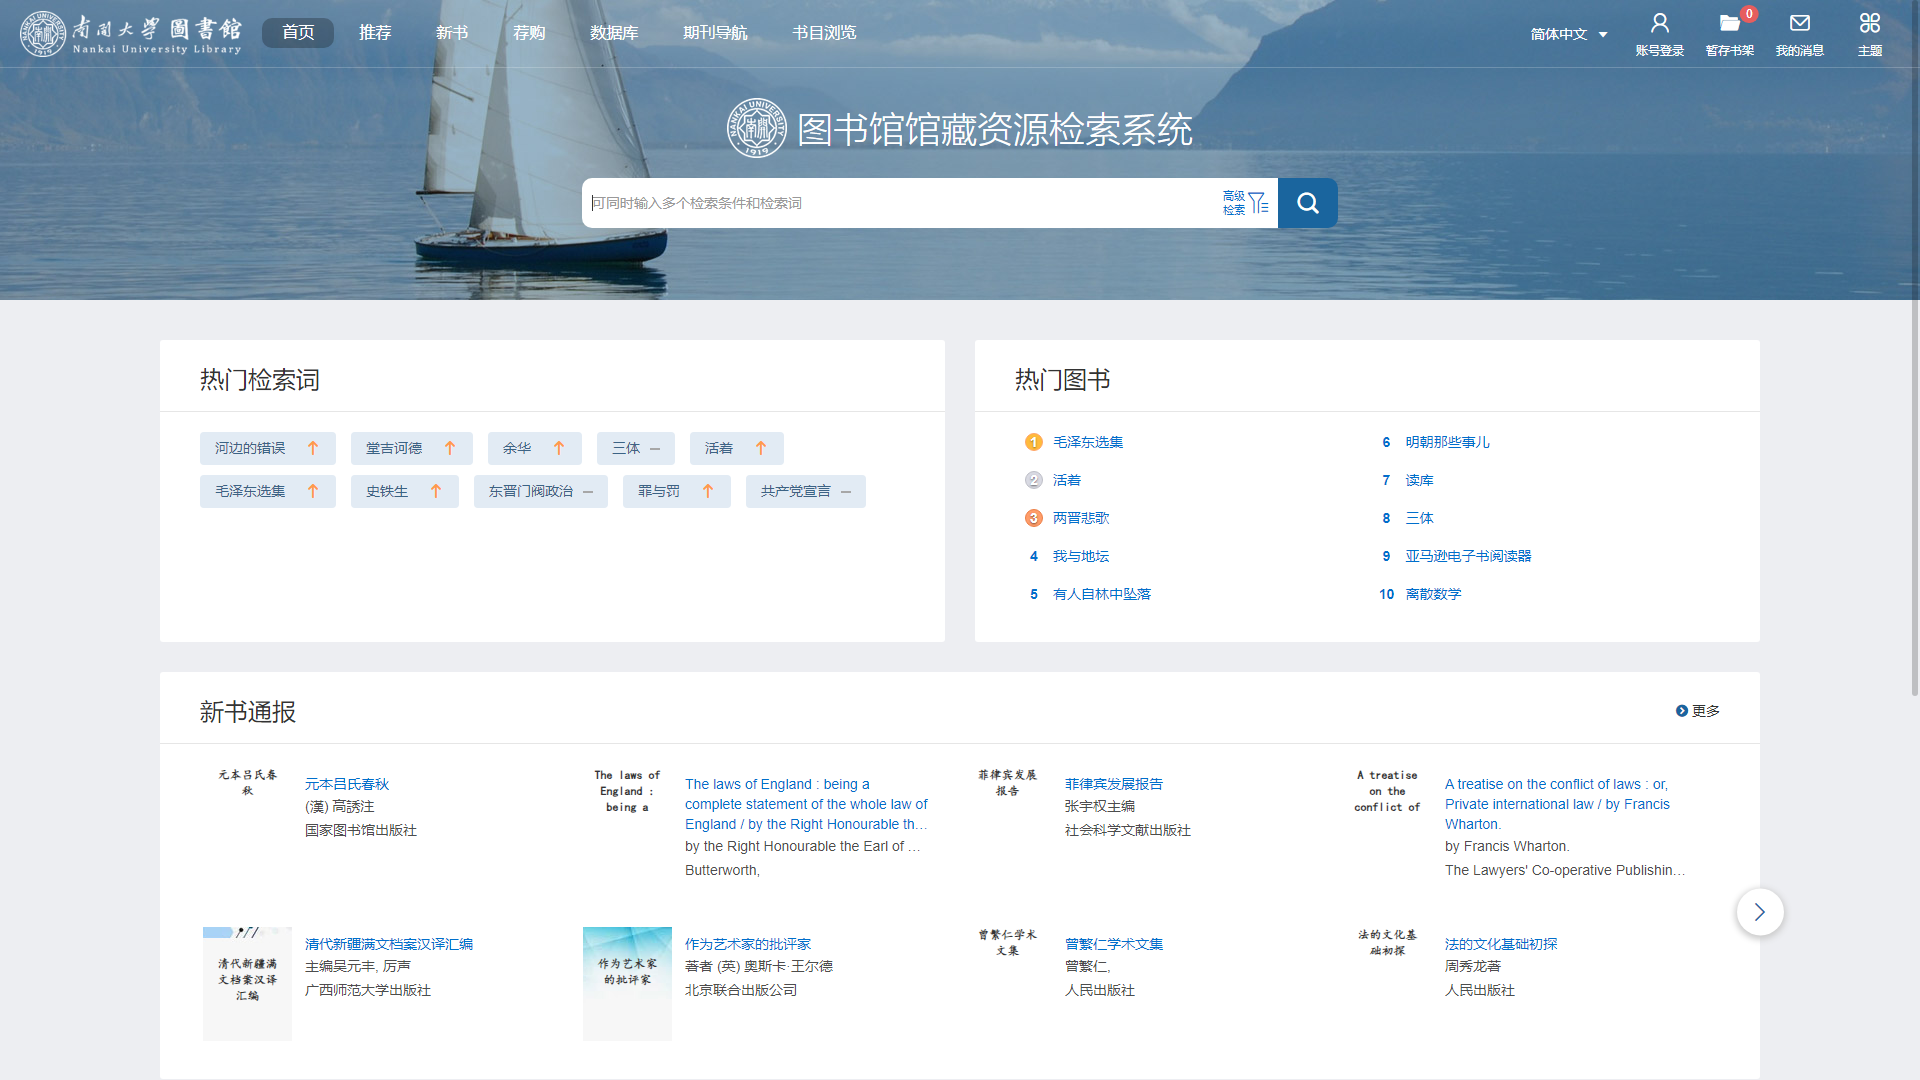 南開大學圖書館
Nankai University Library
首页 推荐 新书 荐购 数据库 期刊导航 书目浏览
简体中文 账号登录 0 暂存书架 我的消息 主题
NANKAI UNIVERSITY 1919
图书馆馆藏资源检索系统
可同时输入多个检索条件和检索词
高级
检索
热门检索词
河边的错误 堂吉诃德 余华 三体 活着
毛泽东选集 史铁生 东晋门阀政治 罪与罚 共产党宣言
热门图书
1 毛泽东选集
2 活着
3 两晋悲歌
4 我与地坛
5 有人自林中坠落
6 明朝那些事儿
7 读库
8 三体
9 亚马逊电子书阅读器
10 离散数学
新书通报
更多
元本吕氏春
秋
元本吕氏春秋
(漢) 高誘注
国家图书馆出版社
The laws of
England :
being a
The laws of England : being a
complete statement of the whole law of
England / by the Right Honourable th…
by the Right Honourable the Earl of …
Butterworth,
菲律宾发展
报告
菲律宾发展报告
张宇权主编
社会科学文献出版社
A treatise
on the
conflict of
A treatise on the conflict of laws : or,
Private international law / by Francis
Wharton.
by Francis Wharton.
The Lawyers' Co-operative Publishin…
清代新疆满
文档案汉译
汇编
清代新疆满文档案汉译汇编
主编吴元丰, 厉声
广西师范大学出版社
作为艺术家
的批评家
作为艺术家的批评家
著者 (英) 奥斯卡·王尔德
北京联合出版公司
曾繁仁学术
文集
曾繁仁学术文集
曾繁仁,
人民出版社
法的文化基
础初探
法的文化基础初探
周秀龙著
人民出版社